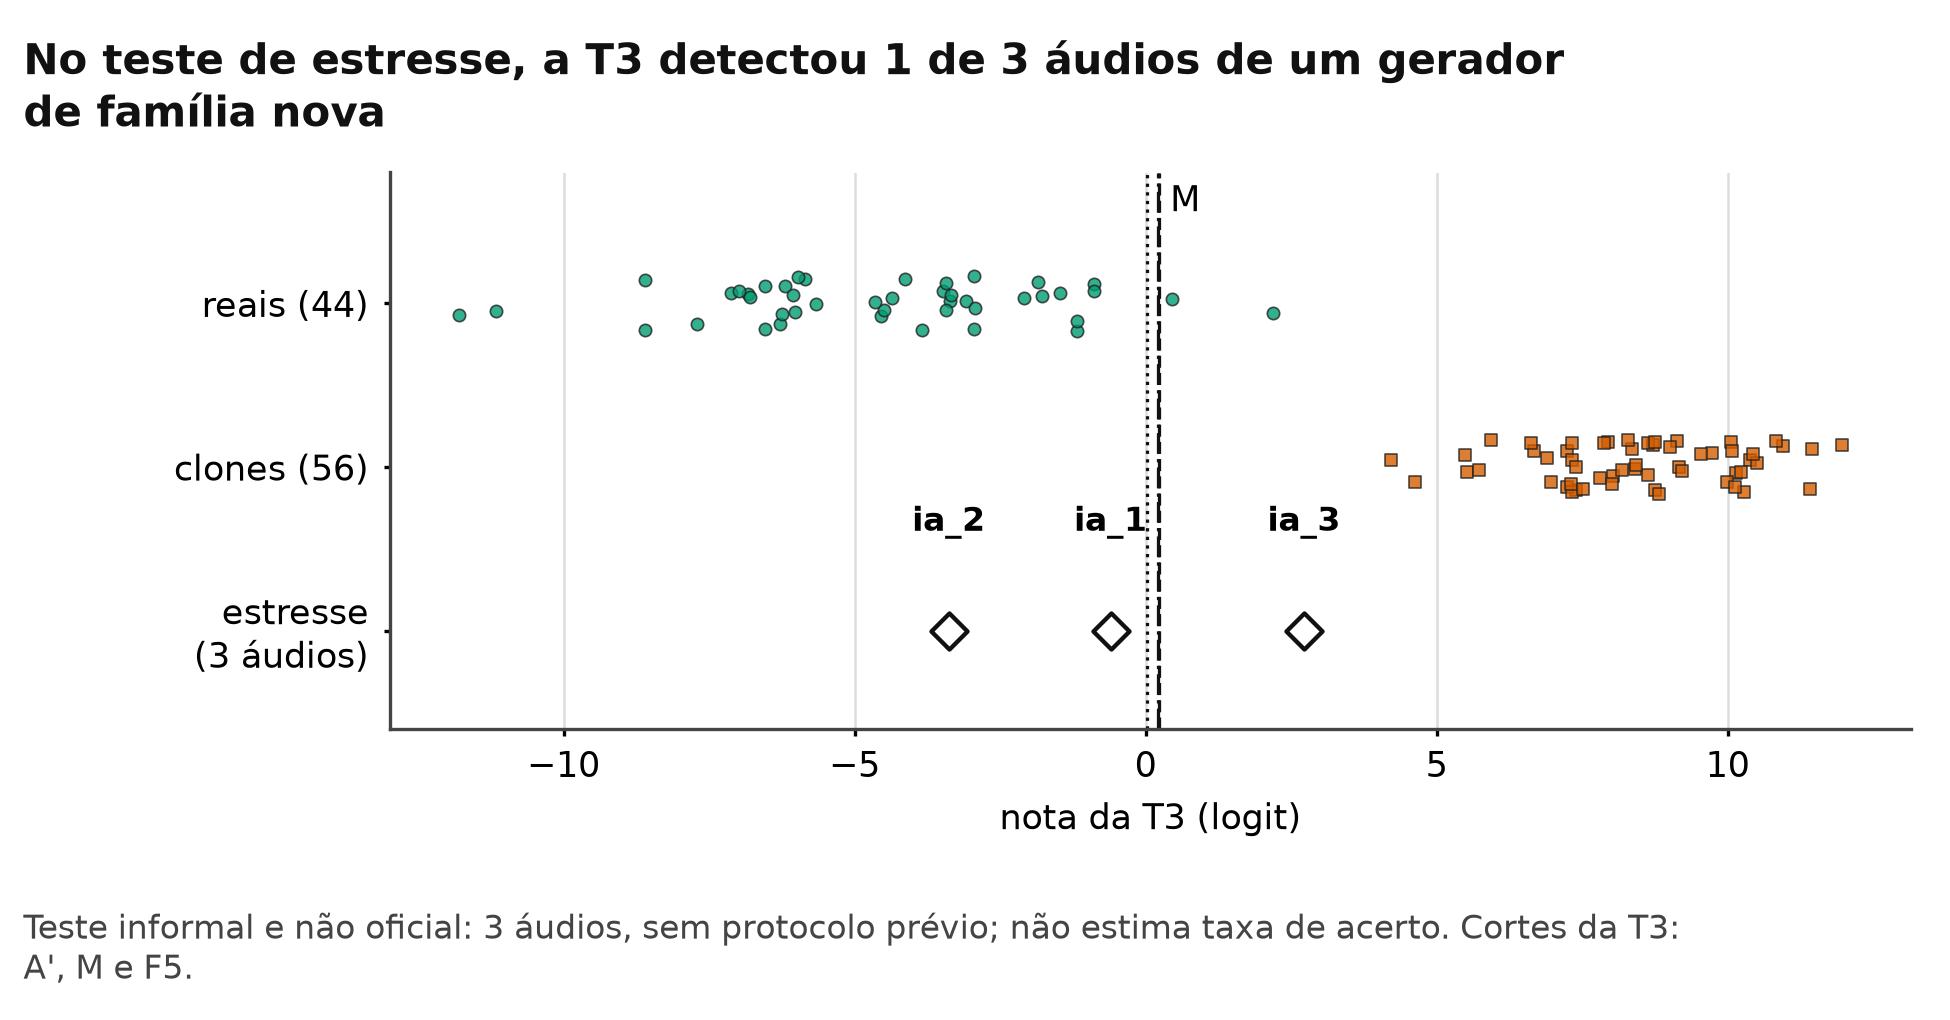 No teste de estresse, a T3 detectou 1 de 3 áudios de um gerador
de família nova
M
reais (44)
clones (56)
ia_2
ia_1
ia_3
estresse
(3 áudios)
−10
−5
0
5
10
nota da T3 (logit)
Teste informal e não oficial: 3 áudios, sem protocolo prévio; não estima taxa de acerto. Cortes da T3:
A', M e F5.